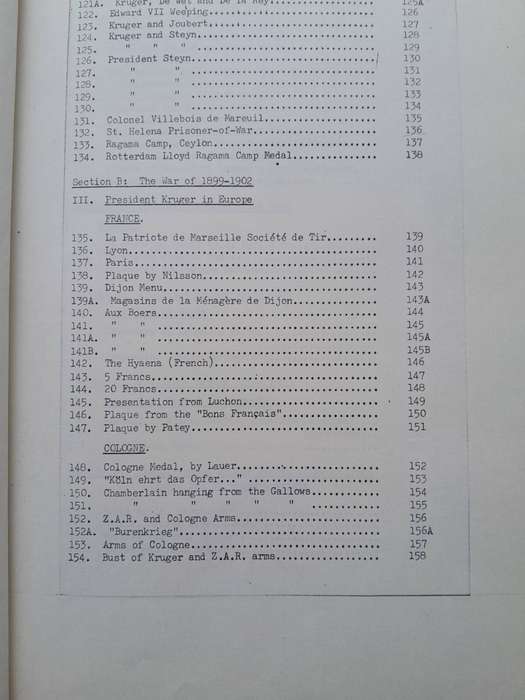 121A. Kruger, De Wet and De La Rey................ 125A
122. Edward VII Weeping........................... 126
123. Kruger and Joubert........................... 127
124. Kruger and Steyn............................. 128
125. " " " ............................. 129
126. President Steyn.............................. 130
127. " " .............................. 131
128. " " .............................. 132
129. " " .............................. 133
130. " " .............................. 134
131. Colonel Villebois de Mareuil................. 135
132. St. Helena Prisoner-of-War................... 136
133. Ragama Camp, Ceylon.......................... 137
134. Rotterdam Lloyd Ragama Camp Medal............ 138
Section B: The War of 1899-1902
III. President Kruger in Europe
FRANCE.
135. La Patriote de Marseille Société de Tir........ 139
136. Lyon......................................... 140
137. Paris........................................ 141
138. Plaque by Nilsson............................ 142
139. Dijon Menu................................... 143
139A. Magasins de la Ménagère de Dijon............ 143A
140. Aux Boers.................................... 144
141. " " .................................. 145
141A. " " .................................. 145A
141B. " " .................................. 145B
142. The Hyaena (French).......................... 146
143. 5 Francs..................................... 147
144. 20 Francs.................................... 148
145. Presentation from Luchon..................... 149
146. Plaque from the "Bons Français".............. 150
147. Plaque by Patey.............................. 151
COLOGNE.
148. Cologne Medal, by Lauer...................... 152
149. "Köln ehrt das Opfer..." .................... 153
150. Chamberlain hanging from the Gallows......... 154
151. " " " " " ......... 155
152. Z.A.R. and Cologne Arms...................... 156
152A. "Burenkrieg"................................ 156A
153. Arms of Cologne.............................. 157
154. Bust of Kruger and Z.A.R. arms............... 158